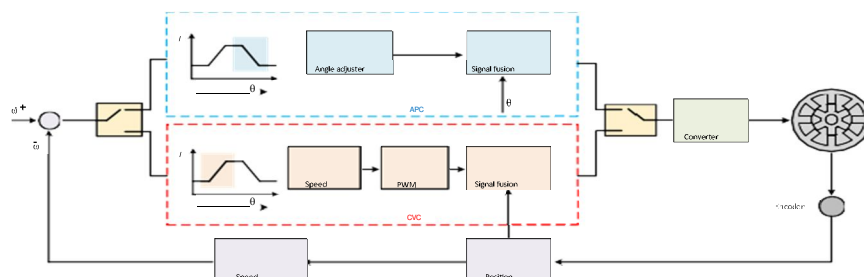 I
θ
Angle adjuster
Signal fusion
θ
APC
ω +
ω
Converter
I
θ
Speed
PWM
Signal fusion
CVC
Encoder
Speed
Position